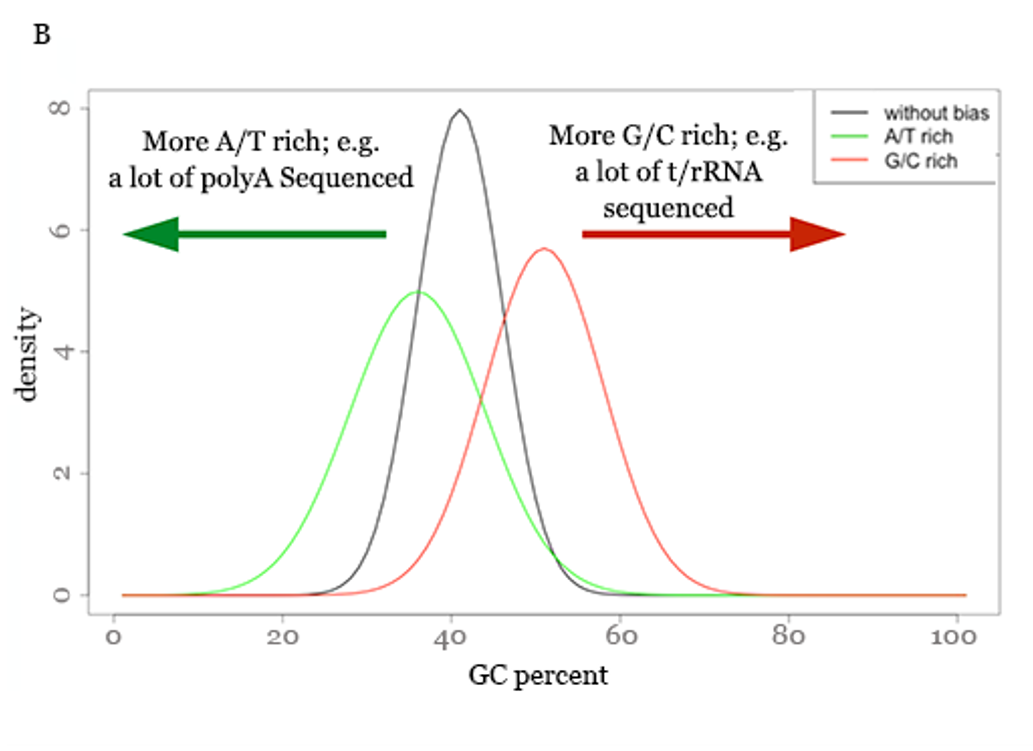 B
More A/T rich; e.g.
a lot of polyA Sequenced
More G/C rich; e.g.
a lot of t/rRNA
sequenced
without bias
A/T rich
G/C rich
density
8
6
4
2
0
0 20 40 60 80 100
GC percent